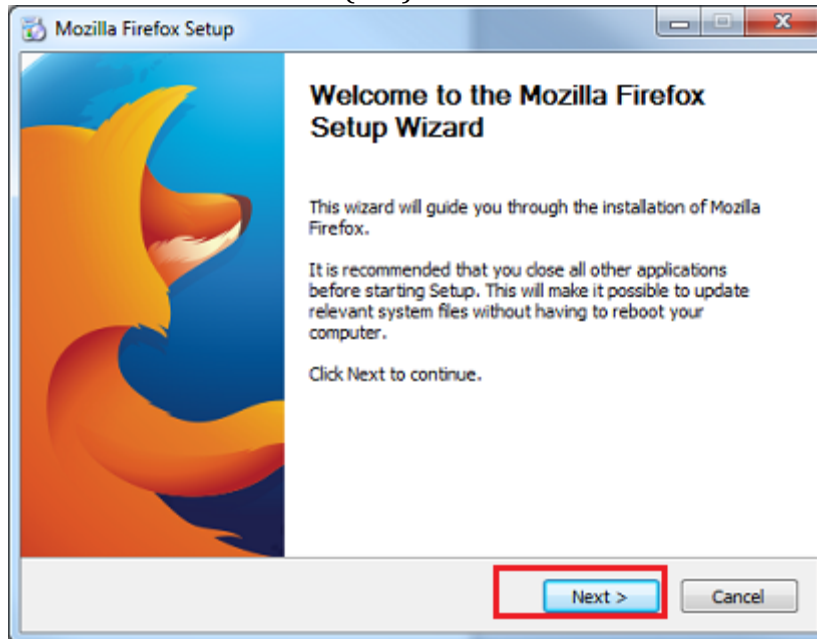 Mozilla Firefox Setup
Welcome to the Mozilla Firefox
Setup Wizard
This wizard will guide you through the installation of Mozilla
Firefox.
It is recommended that you close all other applications
before starting Setup. This will make it possible to update
relevant system files without having to reboot your
computer.
Click Next to continue.
Next >
Cancel